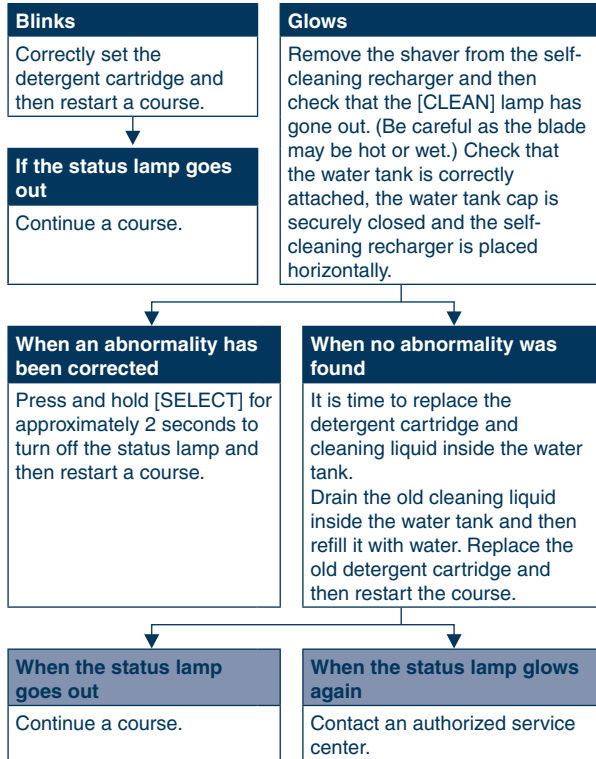 Blinks
Correctly set the
detergent cartridge and
then restart a course.
If the status lamp goes
out
Continue a course.
Glows
Remove the shaver from the self-
cleaning recharger and then
check that the [CLEAN] lamp has
gone out. (Be careful as the blade
may be hot or wet.) Check that
the water tank is correctly
attached, the water tank cap is
securely closed and the self-
cleaning recharger is placed
horizontally.
When an abnormality has
been corrected
Press and hold [SELECT] for
approximately 2 seconds to
turn off the status lamp and
then restart a course.
When no abnormality was
found
It is time to replace the
detergent cartridge and
cleaning liquid inside the water
tank.
Drain the old cleaning liquid
inside the water tank and then
refill it with water. Replace the
old detergent cartridge and
then restart the course.
When the status lamp
goes out
Continue a course.
When the status lamp glows
again
Contact an authorized service
center.